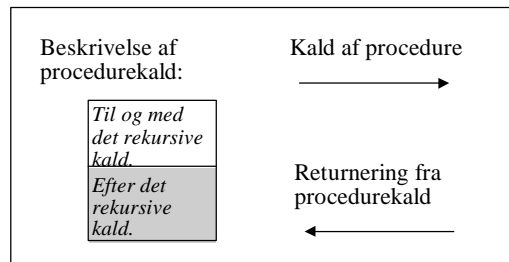 Beskrivelse af
procedurekald:
Til og med
det rekursive
kald.
Efter det
rekursive
kald.
Kald af procedure
Returnering fra
procedurekald